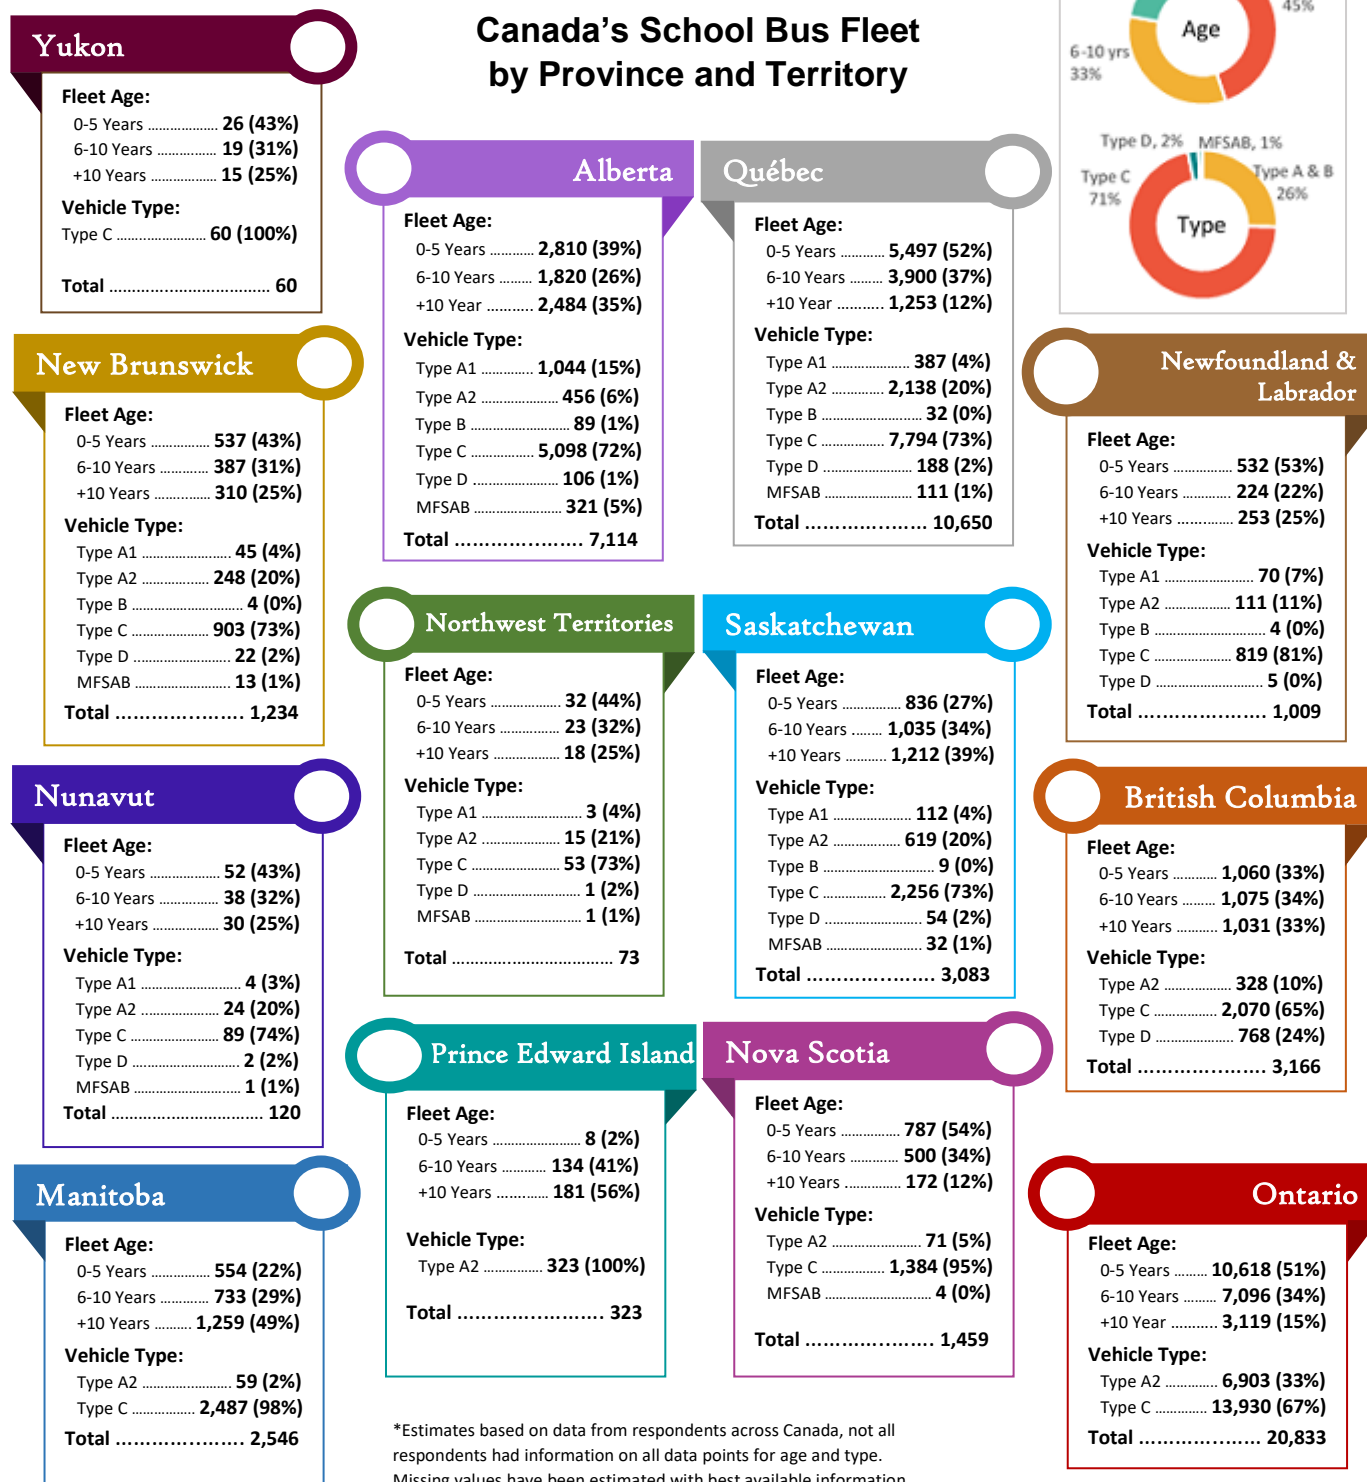 Canada's School Bus Fleet
by Province and Territory
45%
Age
6-10 yrs
33%
Type D, 2%
MFSAB, 1%
Type C
71%
Type A & B
26%
Type
Yukon
Fleet Age:
0-5 Years .................... 26 (43%)
6-10 Years ................. 19 (31%)
+10 Years ................... 15 (25%)
Vehicle Type:
Type C ......................... 60 (100%)
Total .................................. 60
Alberta
Fleet Age:
0-5 Years ............ 2,810 (39%)
6-10 Years ......... 1,820 (26%)
+10 Year ............ 2,484 (35%)
Vehicle Type:
Type A1 .............. 1,044 (15%)
Type A2 ..................... 456 (6%)
Type B ........................... 89 (1%)
Type C .................. 5,098 (72%)
Type D ........................ 106 (1%)
MFSAB ........................ 321 (5%)
Total ........................ 7,114
Québec
Fleet Age:
0-5 Years ............ 5,497 (52%)
6-10 Years ......... 3,900 (37%)
+10 Year ............ 1,253 (12%)
Vehicle Type:
Type A1 ...................... 387 (4%)
Type A2 ................ 2,138 (20%)
Type B ............................ 32 (0%)
Type C .................. 7,794 (73%)
Type D ........................ 188 (2%)
MFSAB ........................ 111 (1%)
Total ...................... 10,650
New Brunswick
Fleet Age:
0-5 Years ................ 537 (43%)
6-10 Years ............. 387 (31%)
+10 Years ............... 310 (25%)
Vehicle Type:
Type A1 ........................ 45 (4%)
Type A2 .................. 248 (20%)
Type B .............................. 4 (0%)
Type C ..................... 903 (73%)
Type D .......................... 22 (2%)
MFSAB .......................... 13 (1%)
Total ........................ 1,234
Newfoundland &
Labrador
Fleet Age:
0-5 Years ................ 532 (53%)
6-10 Years ............. 224 (22%)
+10 Years ............... 253 (25%)
Vehicle Type:
Type A1 ........................ 70 (7%)
Type A2 .................. 111 (11%)
Type B .............................. 4 (0%)
Type C ..................... 819 (81%)
Type D ............................. 5 (0%)
Total ........................ 1,009
Northwest Territories
Fleet Age:
0-5 Years ................... 32 (44%)
6-10 Years ................ 23 (32%)
+10 Years .................. 18 (25%)
Vehicle Type:
Type A1 ............................. 3 (4%)
Type A2 ..................... 15 (21%)
Type C ........................ 53 (73%)
Type D .............................. 1 (2%)
MFSAB .............................. 1 (1%)
Total .................................. 73
Saskatchewan
Fleet Age:
0-5 Years ................ 836 (27%)
6-10 Years ........ 1,035 (34%)
+10 Years ........... 1,212 (39%)
Vehicle Type:
Type A1 ..................... 112 (4%)
Type A2 .................. 619 (20%)
Type B .............................. 9 (0%)
Type C .................. 2,256 (73%)
Type D .......................... 54 (2%)
MFSAB .......................... 32 (1%)
Total ........................ 3,083
Nunavut
Fleet Age:
0-5 Years ................... 52 (43%)
6-10 Years ................ 38 (32%)
+10 Years .................. 30 (25%)
Vehicle Type:
Type A1 ........................... 4 (3%)
Type A2 ..................... 24 (20%)
Type C ........................ 89 (74%)
Type D .............................. 2 (2%)
MFSAB .............................. 1 (1%)
Total ................................ 120
British Columbia
Fleet Age:
0-5 Years ............ 1,060 (33%)
6-10 Years ......... 1,075 (34%)
+10 Years ........... 1,031 (33%)
Vehicle Type:
Type A2 .................. 328 (10%)
Type C .................. 2,070 (65%)
Type D ..................... 768 (24%)
Total ........................ 3,166
Prince Edward Island
Fleet Age:
0-5 Years ......................... 8 (2%)
6-10 Years ............ 134 (41%)
+10 Years .............. 181 (56%)
Vehicle Type:
Type A2 ................ 323 (100%)
Total ........................... 323
Nova Scotia
Fleet Age:
0-5 Years ................ 787 (54%)
6-10 Years ............. 500 (34%)
+10 Years ............... 172 (12%)
Vehicle Type:
Type A2 ........................ 71 (5%)
Type C .................. 1,384 (95%)
MFSAB .............................. 4 (0%)
Total ........................ 1,459
Manitoba
Fleet Age:
0-5 Years ................ 554 (22%)
6-10 Years ............. 733 (29%)
+10 Years .......... 1,259 (49%)
Vehicle Type:
Type A2 ........................ 59 (2%)
Type C .................. 2,487 (98%)
Total ........................ 2,546
Ontario
Fleet Age:
0-5 Years ......... 10,618 (51%)
6-10 Years ......... 7,096 (34%)
+10 Year ............ 3,119 (15%)
Vehicle Type:
Type A2 ............... 6,903 (33%)
Type C .............. 13,930 (67%)
Total ...................... 20,833
*Estimates based on data from respondents across Canada, not all
respondents had information on all data points for age and type.
Missing values have been estimated with best available information